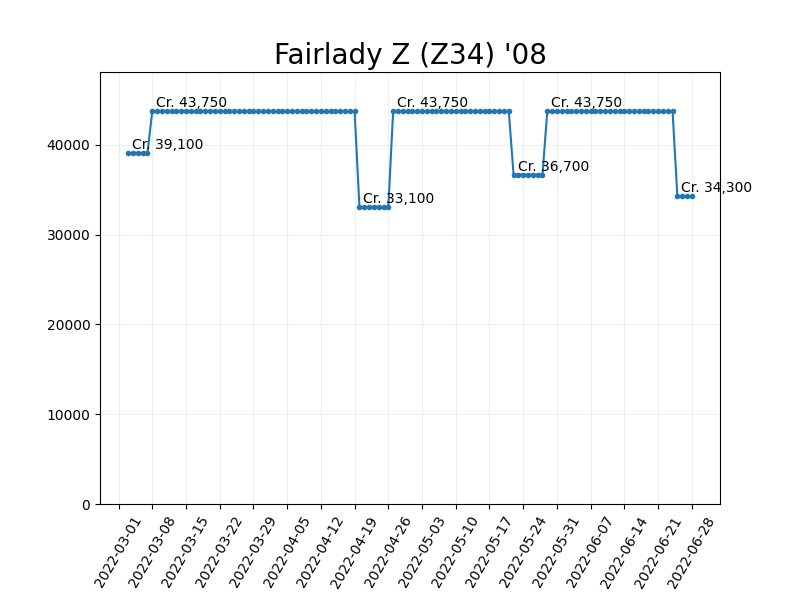 Fairlady Z (Z34) '08
Cr. 39,100
Cr. 43,750
Cr. 33,100
Cr. 43,750
Cr. 36,700
Cr. 43,750
Cr. 34,300
40000
30000
20000
10000
0
2022-03-01
2022-03-08
2022-03-15
2022-03-22
2022-03-29
2022-04-05
2022-04-12
2022-04-19
2022-04-26
2022-05-03
2022-05-10
2022-05-17
2022-05-24
2022-05-31
2022-06-07
2022-06-14
2022-06-21
2022-06-28